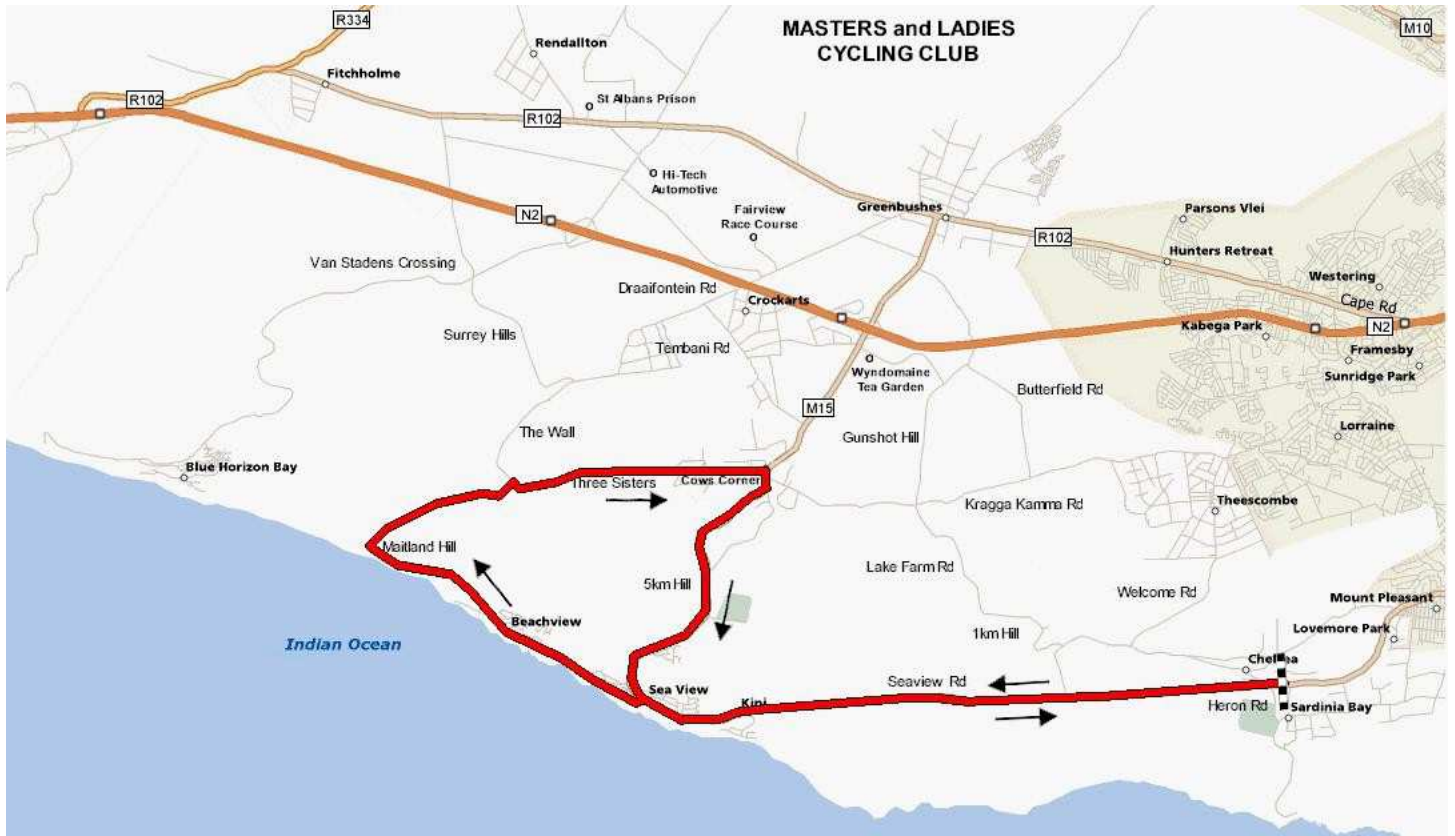 MASTERS and LADIES
CYCLING CLUB
R334
M10
Rendallton
Fitchholme
R102
St Albans Prison
R102
Hi-Tech
Automotive
Fairview
Race Course
Greenbushes
Parsons Vlei
N2
R102
Hunters Retreat
Van Stadens Crossing
Westering
Draaifontein Rd
Crockarts
Cape Rd
Kabega Park
N2
Surrey Hills
Tembani Rd
Framesby
Wyndomaine
Tea Garden
Sunridge Park
Butterfield Rd
M15
The Wall
Gunshot Hill
Lorraine
Blue Horizon Bay
Three Sisters
Cows Corner
Kragga Kamma Rd
Theescombe
Maitland Hill
5km Hill
Lake Farm Rd
Welcome Rd
Mount Pleasant
Beachview
1km Hill
Lovemore Park
Indian Ocean
Chelsea
Sea View
Seaview Rd
Kini
Heron Rd
Sardinia Bay